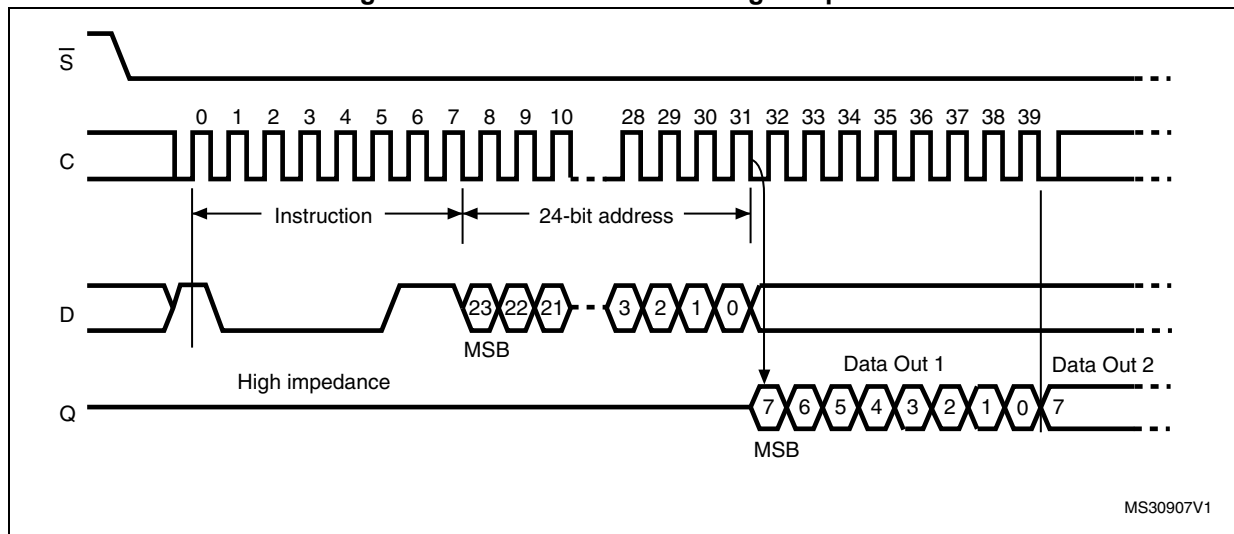 S
0 1 2 3 4 5 6 7 8 9 10 28 29 30 31 32 33 34 35 36 37 38 39
C
Instruction 24-bit address
D
23 22 21 3 2 1 0
MSB
High impedance
Data Out 1 Data Out 2
Q
7 6 5 4 3 2 1 0 7
MSB
MS30907V1